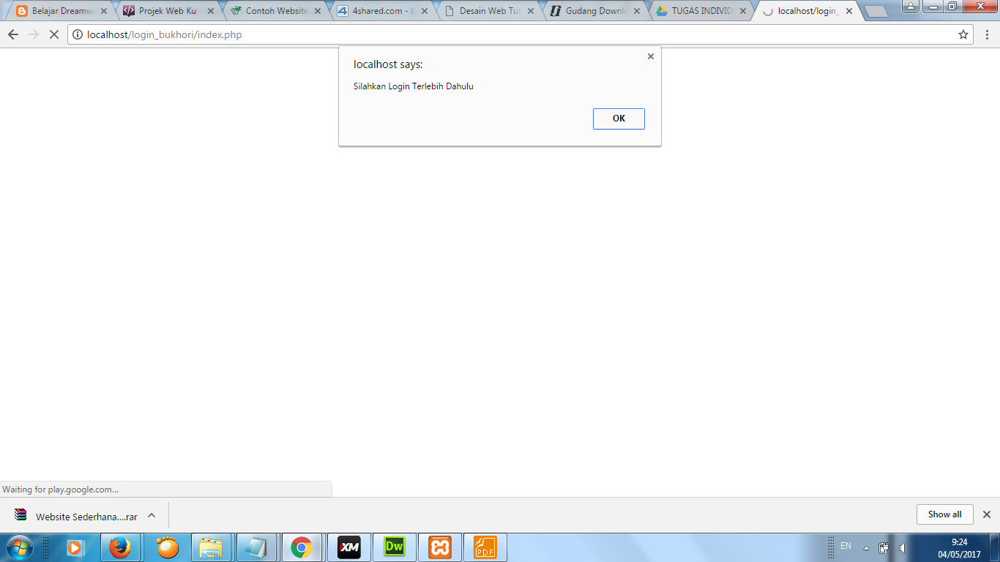 Belajar Dreamw
Projek Web Ku
Contoh Website
4shared.com - b
Desain Web Tut
Gudang Downl
TUGAS INDIVID
localhost/login_
localhost/login_bukhori/index.php
localhost says:
Silahkan Login Terlebih Dahulu
OK
Waiting for play.google.com...
Website Sederhana....rar
Show all
XM
Dw
PDF
EN
9:24
04/05/2017